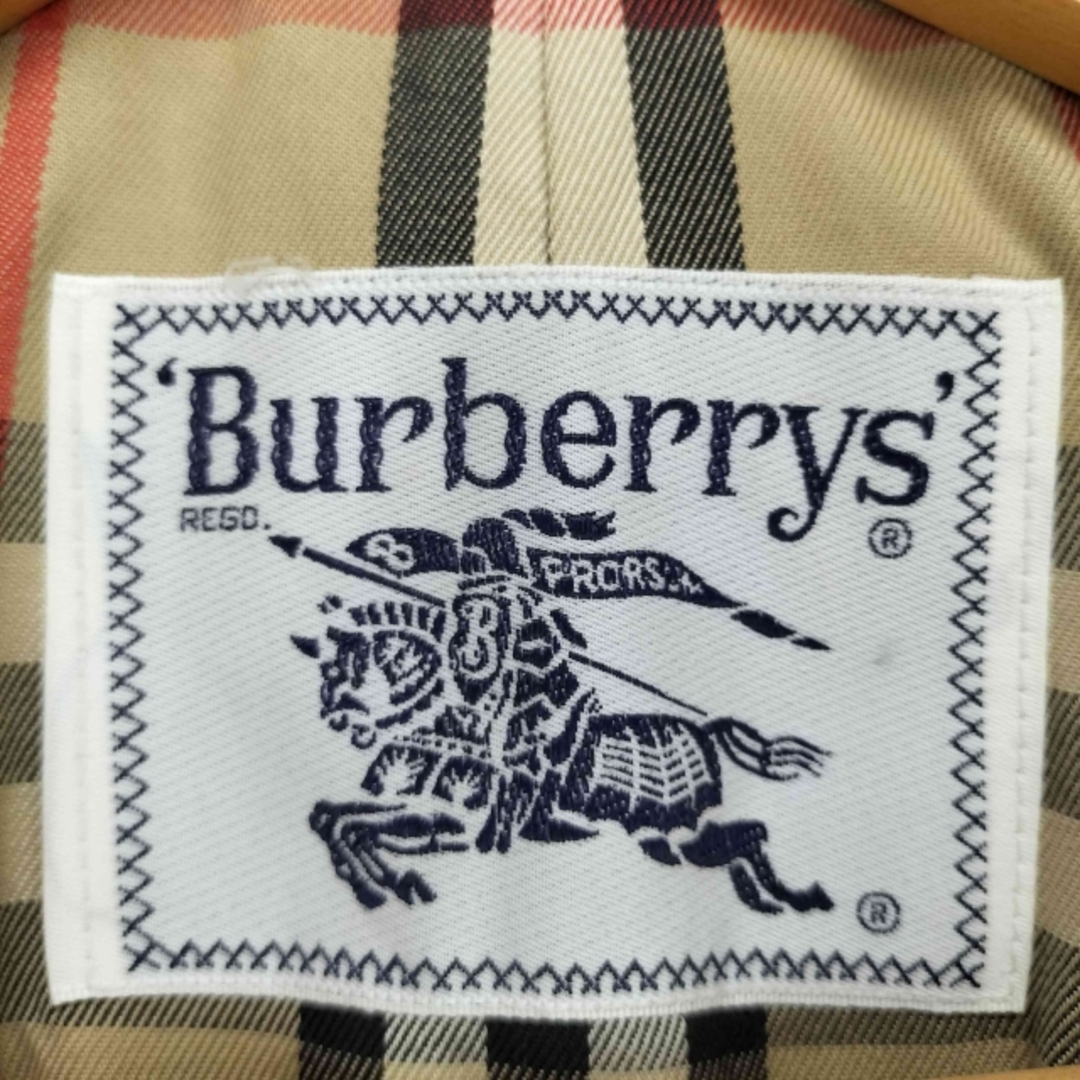 ‘Burberrys’
REGD. ®
B PRORSUM
B
®